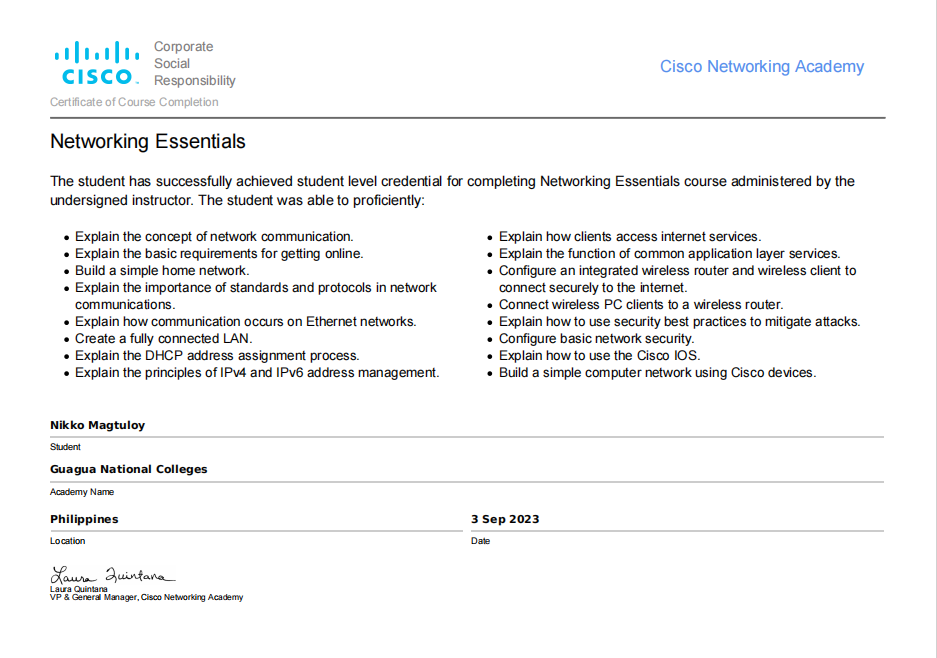 CISCO
Corporate
Social
Responsibility
Cisco Networking Academy
Certificate of Course Completion
Networking Essentials
The student has successfully achieved student level credential for completing Networking Essentials course administered by the
undersigned instructor. The student was able to proficiently:
• Explain the concept of network communication.
• Explain the basic requirements for getting online.
• Build a simple home network.
• Explain the importance of standards and protocols in network
communications.
• Explain how communication occurs on Ethernet networks.
• Create a fully connected LAN.
• Explain the DHCP address assignment process.
• Explain the principles of IPv4 and IPv6 address management.
• Explain how clients access internet services.
• Explain the function of common application layer services.
• Configure an integrated wireless router and wireless client to
connect securely to the internet.
• Connect wireless PC clients to a wireless router.
• Explain how to use security best practices to mitigate attacks.
• Configure basic network security.
• Explain how to use the Cisco IOS.
• Build a simple computer network using Cisco devices.
Nikko Magtuloy
Student
Guagua National Colleges
Academy Name
Philippines
Location
3 Sep 2023
Date
Laura Quintana
Laura Quintana
VP & General Manager, Cisco Networking Academy